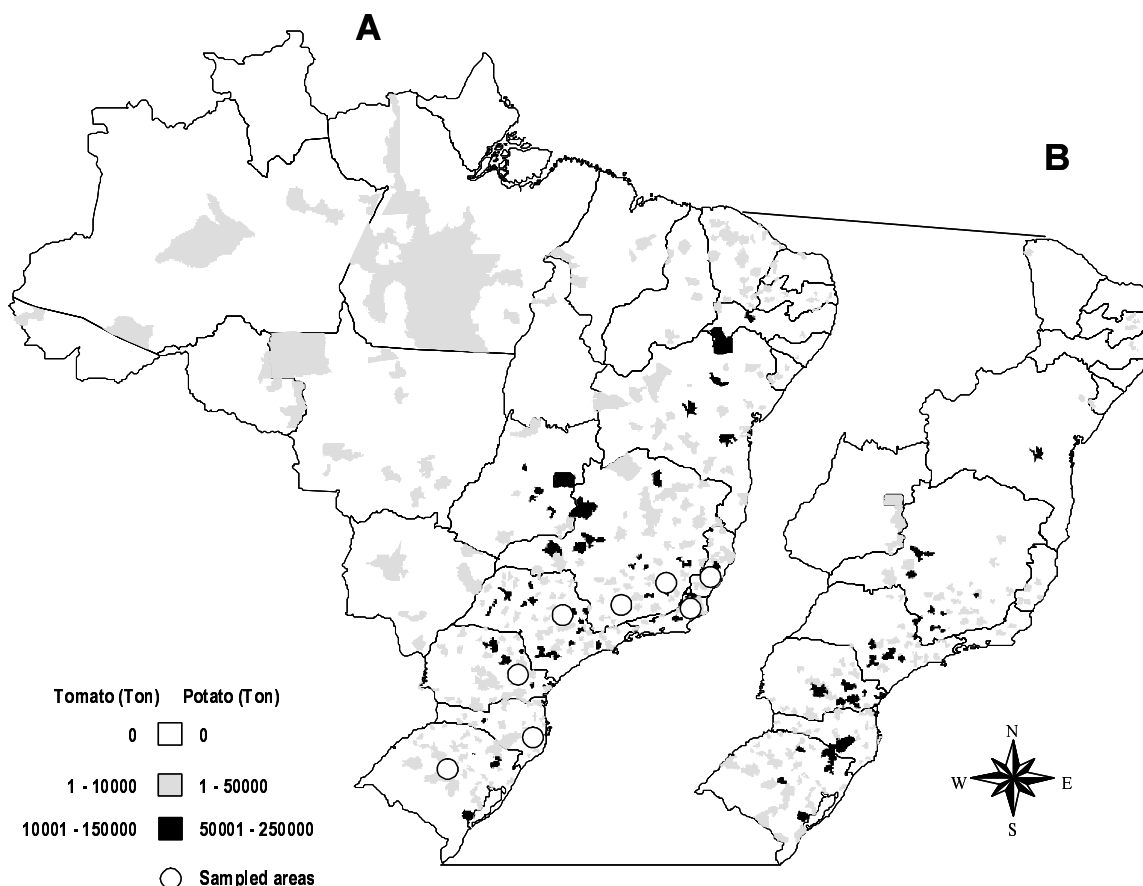 A
B
Tomato (Ton) Potato (Ton)
0 0
1 - 10000 1 - 50000
10001 - 150000 50001 - 250000
Sampled areas
N
W E
S